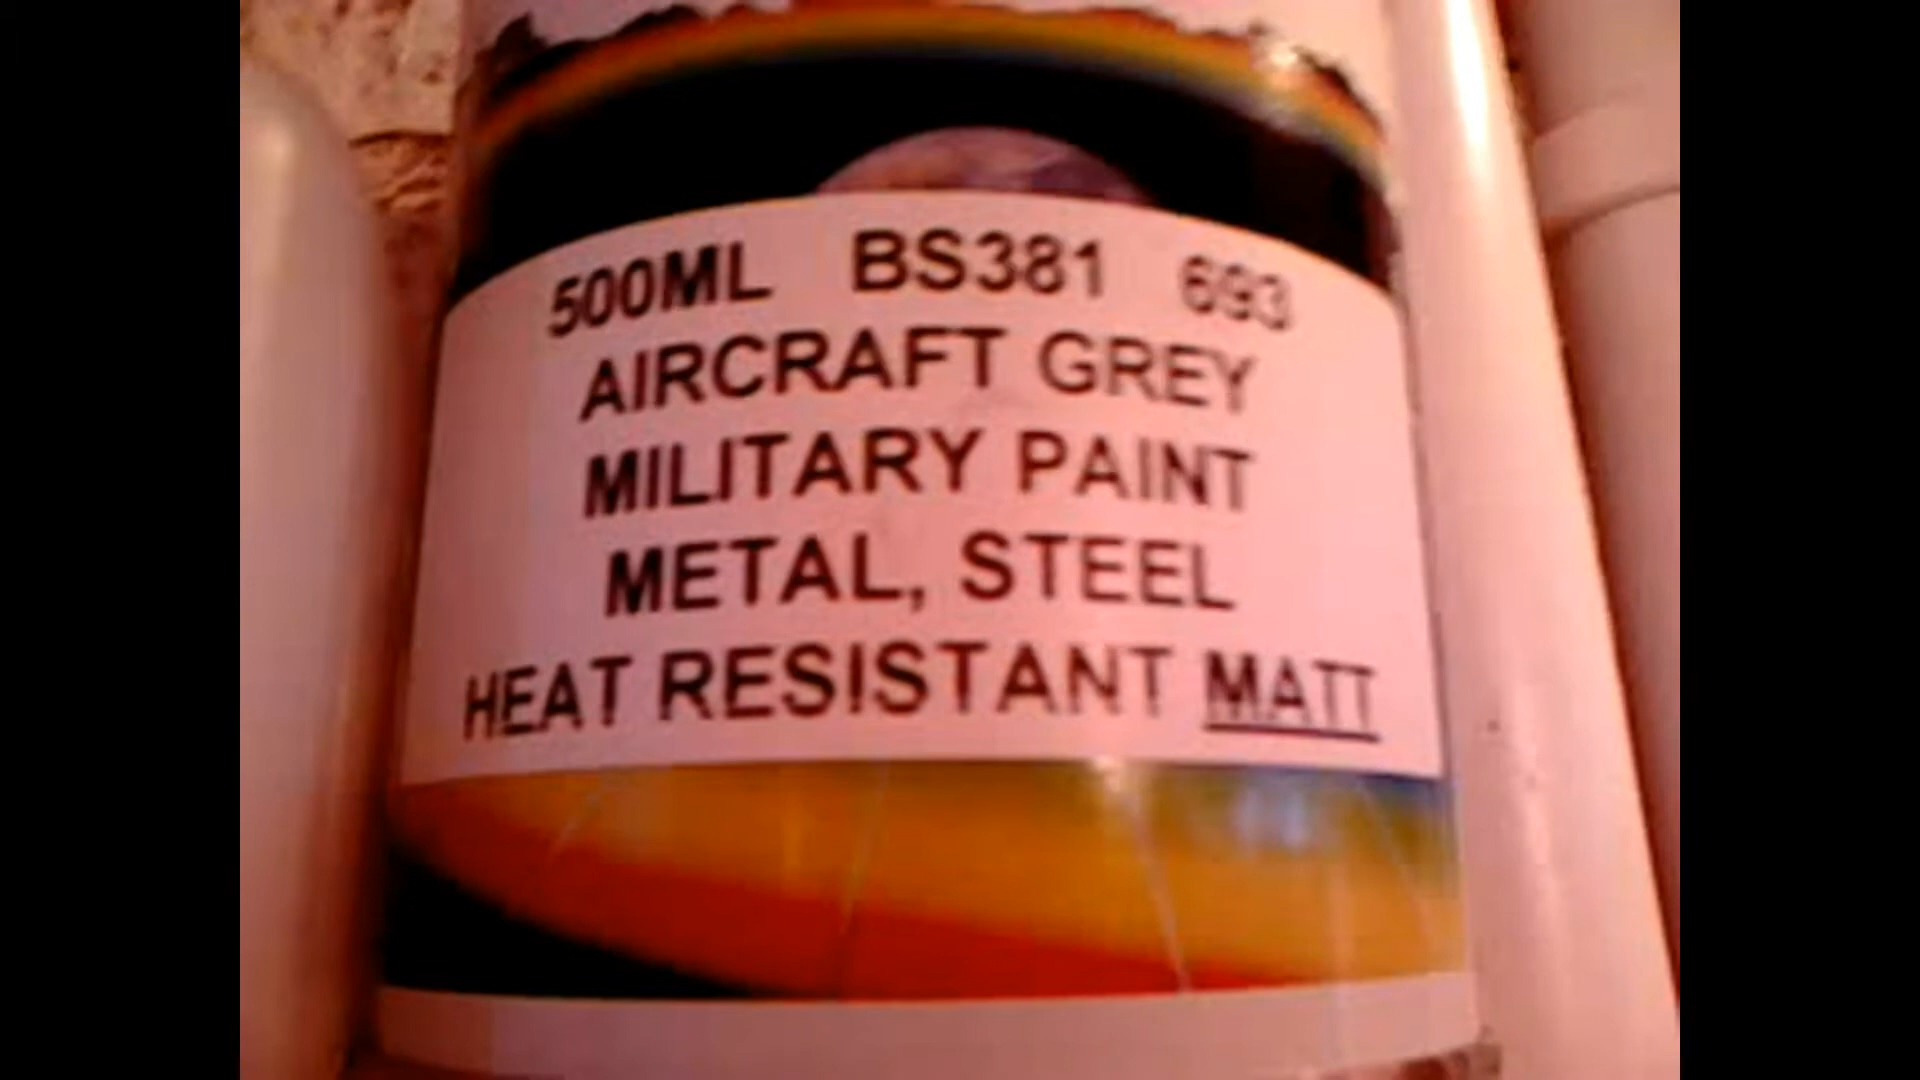 500ML BS381 693
AIRCRAFT GREY
MILITARY PAINT
METAL, STEEL
HEAT RESISTANT MATT